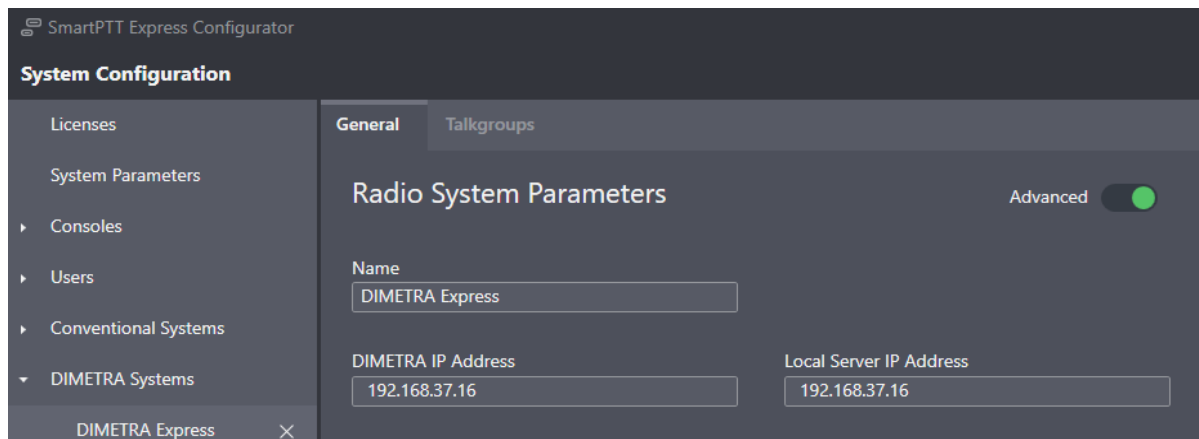 SmartPTT Express Configurator
System Configuration
Licenses
System Parameters
Consoles
Users
Conventional Systems
DIMETRA Systems
DIMETRA Express
General Talkgroups
Radio System Parameters
Advanced
Name
DIMETRA Express
DIMETRA IP Address
192.168.37.16
Local Server IP Address
192.168.37.16